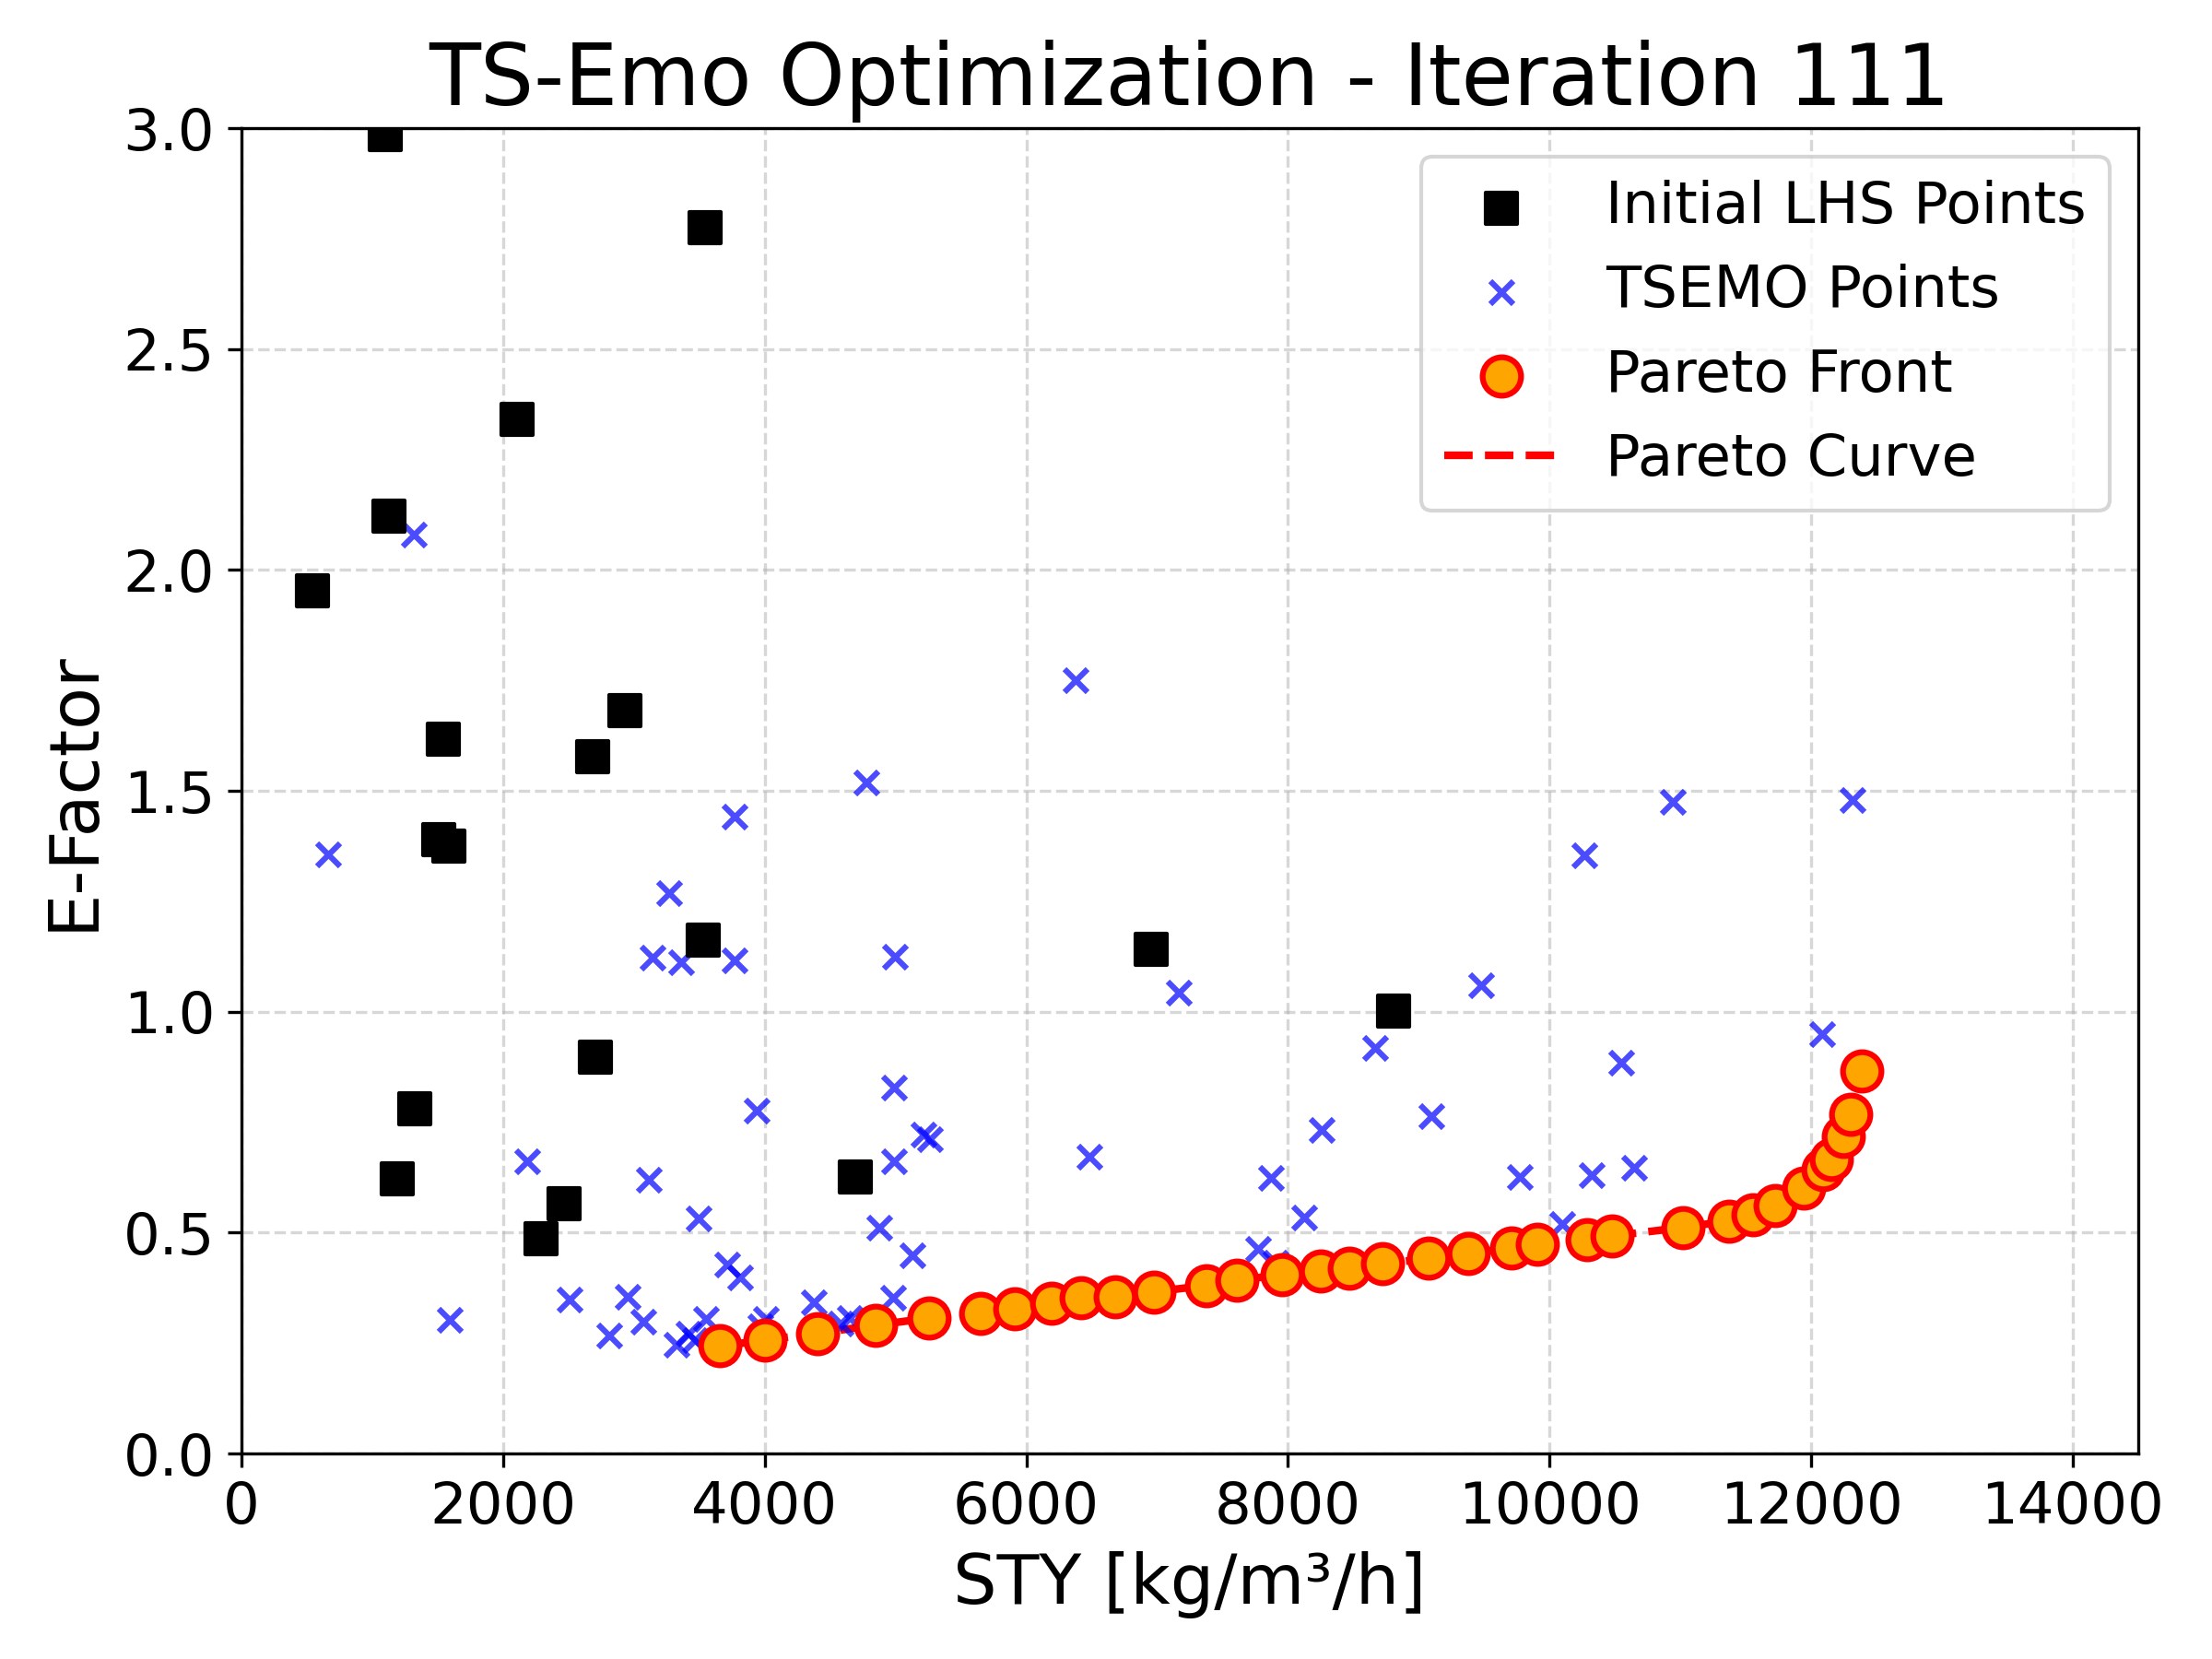 TS-Emo Optimization - Iteration 111
3.0
2.5
2.0
1.5
1.0
0.5
0.0
E-Factor
Initial LHS Points
TSEMO Points
Pareto Front
Pareto Curve
0 2000 4000 6000 8000 10000 12000 14000
STY [kg/m³/h]